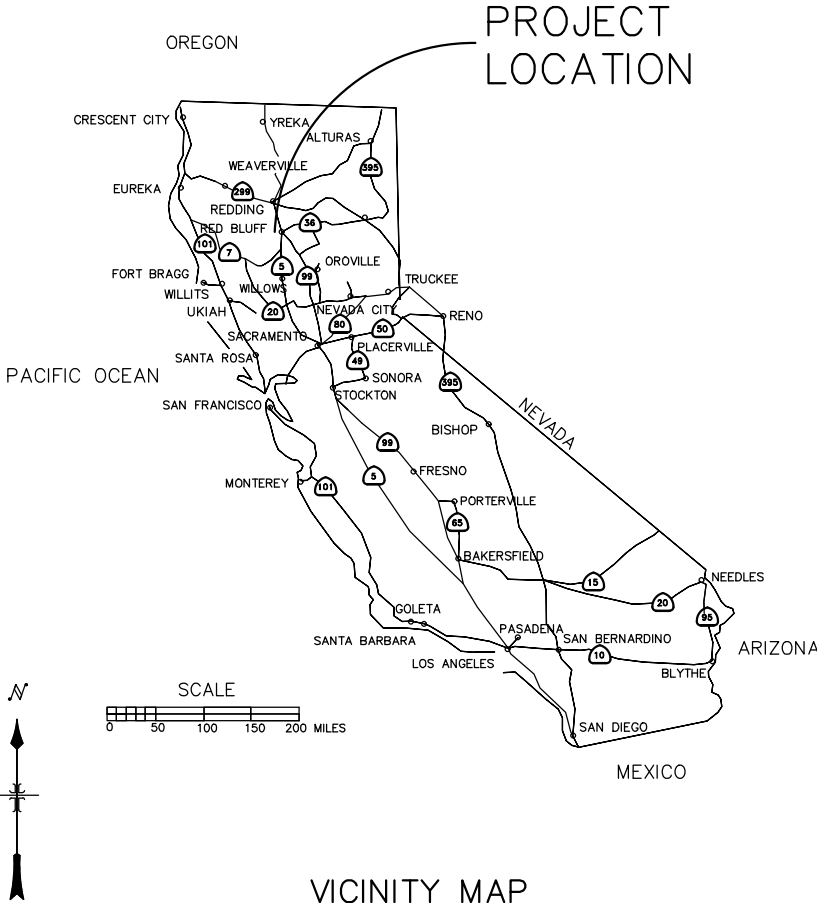 PROJECT
LOCATION
OREGON
CRESCENT CITY
YREKA
ALTURAS
WEAVERVILLE
395
EUREKA
299
REDDING
36
RED BLUFF
101
7
5
99
OROVILLE
FORT BRAGG
WILLOWS
TRUCKEE
WILLITS
UKIAH
20
NEVADA CITY
80
50
RENO
SACRAMENTO
PLACERVILLE
SANTA ROSA
49
PACIFIC OCEAN
SONORA
395
STOCKTON
SAN FRANCISCO
NEVADA
BISHOP
99
FRESNO
5
MONTEREY
101
PORTERVILLE
65
BAKERSFIELD
15
NEEDLES
20
GOLETA
95
PASADENA
SANTA BARBARA
SAN BERNARDINO
ARIZONA
LOS ANGELES
10
BLYTHE
N
SCALE
0 50 100 150 200 MILES
SAN DIEGO
MEXICO
VICINITY MAP